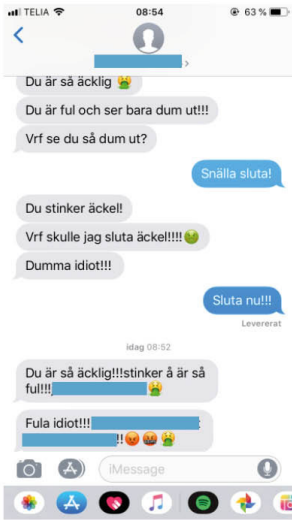 TELIA 08:54 63 %
Du är så äcklig 🤮
Du är ful och ser bara dum ut!!!
Vrf se du så dum ut?
Snälla sluta!
Du stinker äckel!
Vrf skulle jag sluta äckel!!!!🤢
Dumma idiot!!!
Sluta nu!!!
Levererat
idag 08:52
Du är så äcklig!!!stinker å är så
ful!!! 🤮
Fula idiot!!!
!!😡🤬🤮
iMessage